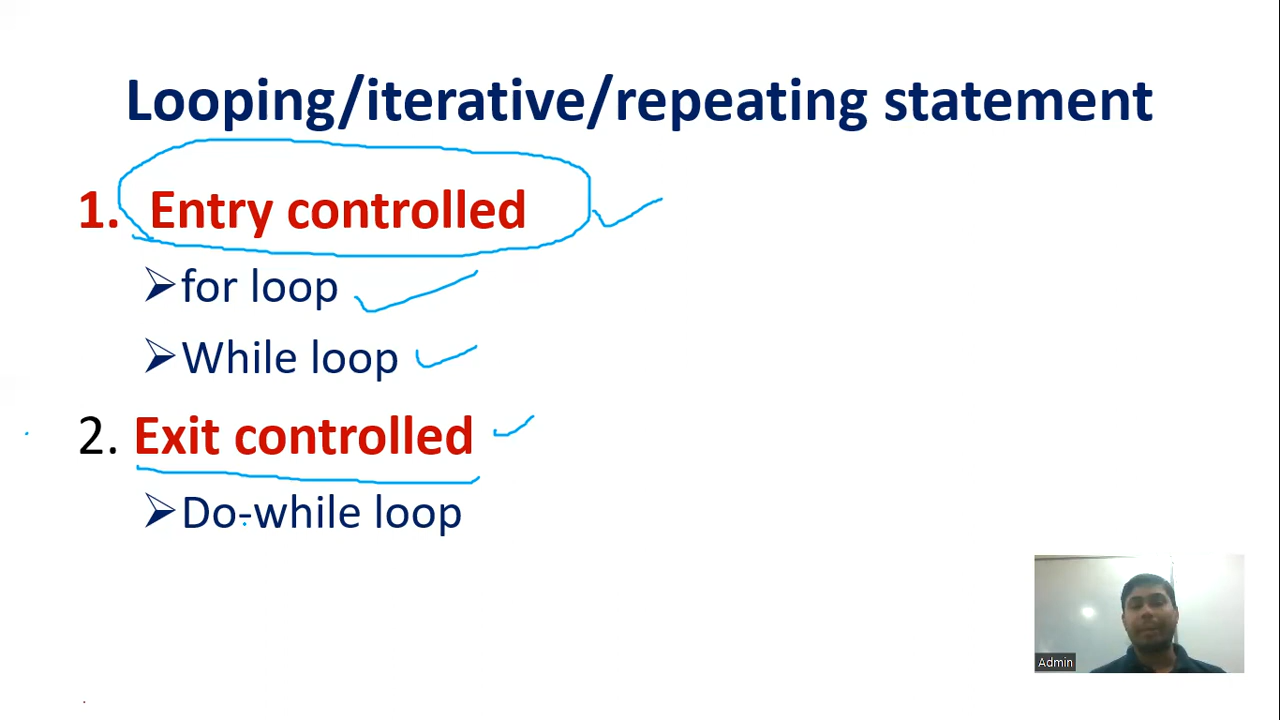 Looping/iterative/repeating statement
1. Entry controlled
➢for loop
➢While loop
2. Exit controlled
➢Do-while loop
Admin